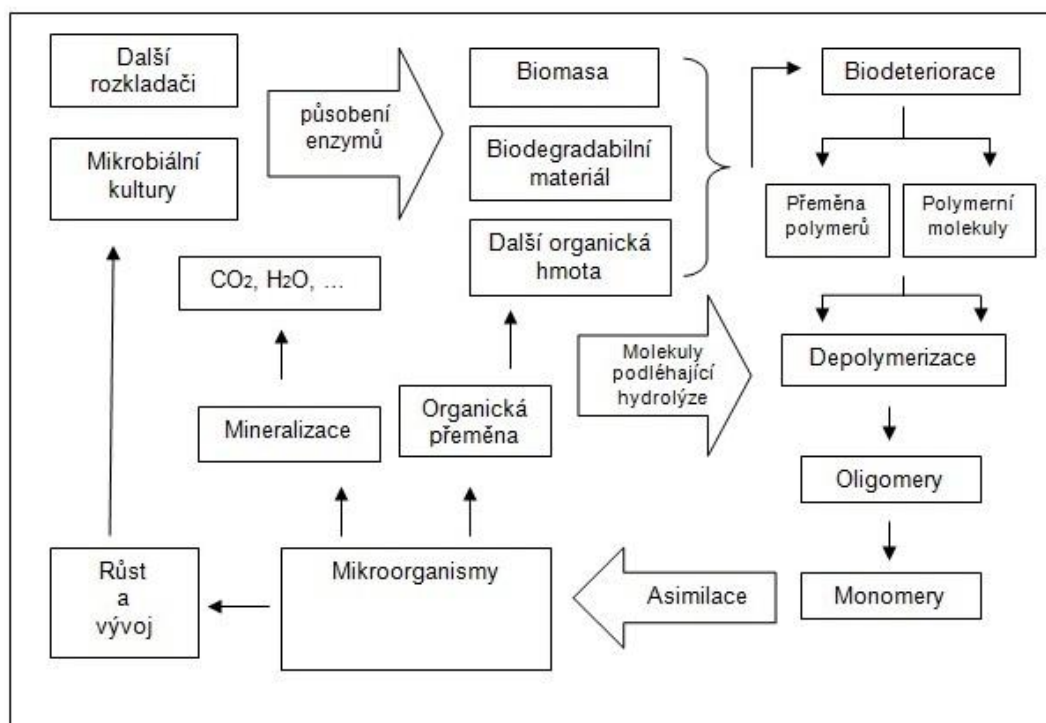 Další
rozkladači
Mikrobiální
kultury
působení
enzymů
Biomasa
Biodegradabilní
materiál
Další organická
hmota
Biodeteriorace
Přeměna
polymerů
Polymerní
molekuly
CO₂, H₂O, …
Molekuly
podléhající
hydrolýze
Depolymerizace
Mineralizace
Organická
přeměna
Oligomery
Růst
a
vývoj
Mikroorganismy
Asimilace
Monomery